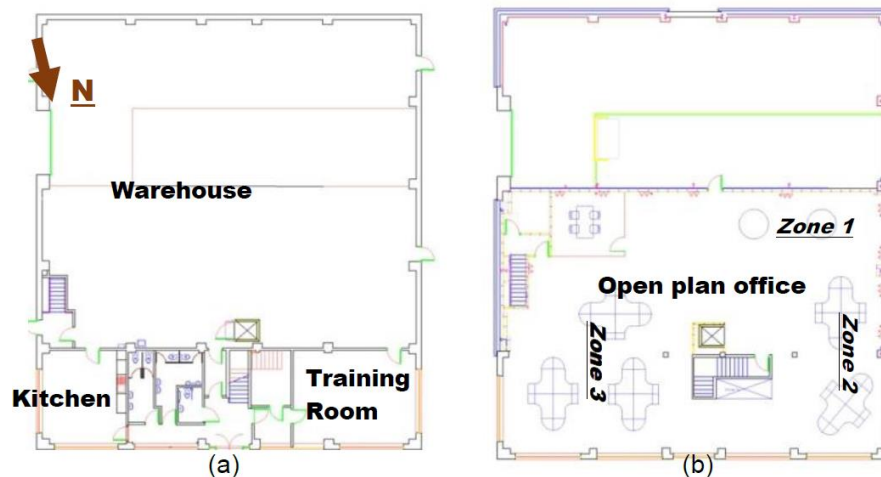 N
Warehouse
Kitchen
Training
Room
(a)
Zone 1
Open plan office
Zone 3
Zone 2
(b)